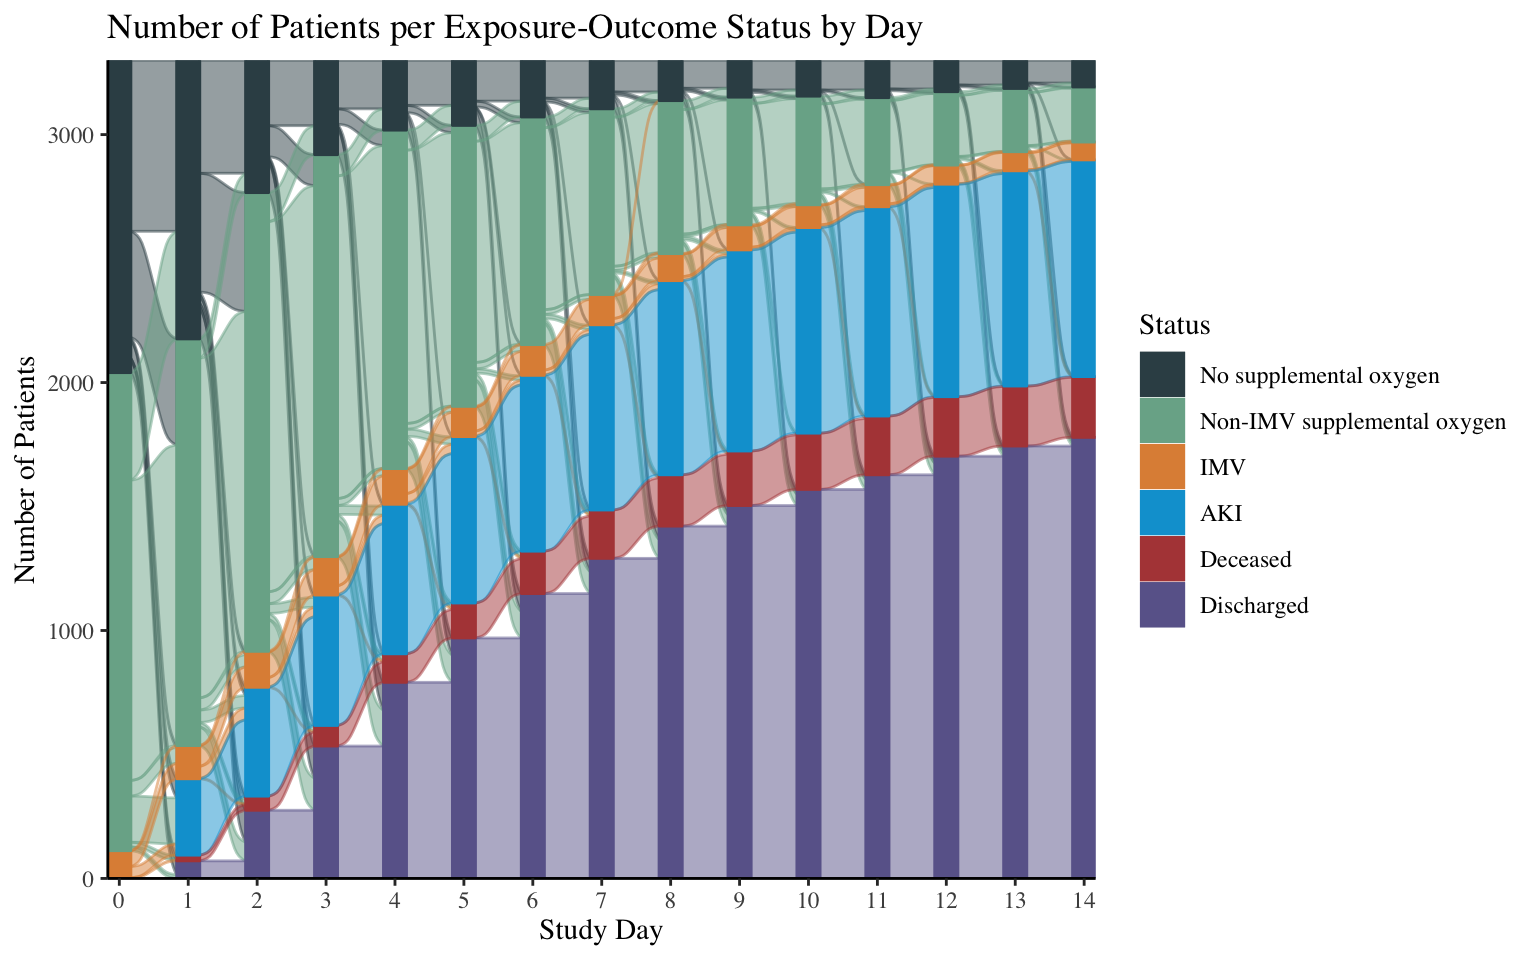 Number of Patients per Exposure-Outcome Status by Day
Number of Patients
3000
2000
1000
0
0 1 2 3 4 5 6 7 8 9 10 11 12 13 14
Study Day
Status
No supplemental oxygen
Non-IMV supplemental oxygen
IMV
AKI
Deceased
Discharged